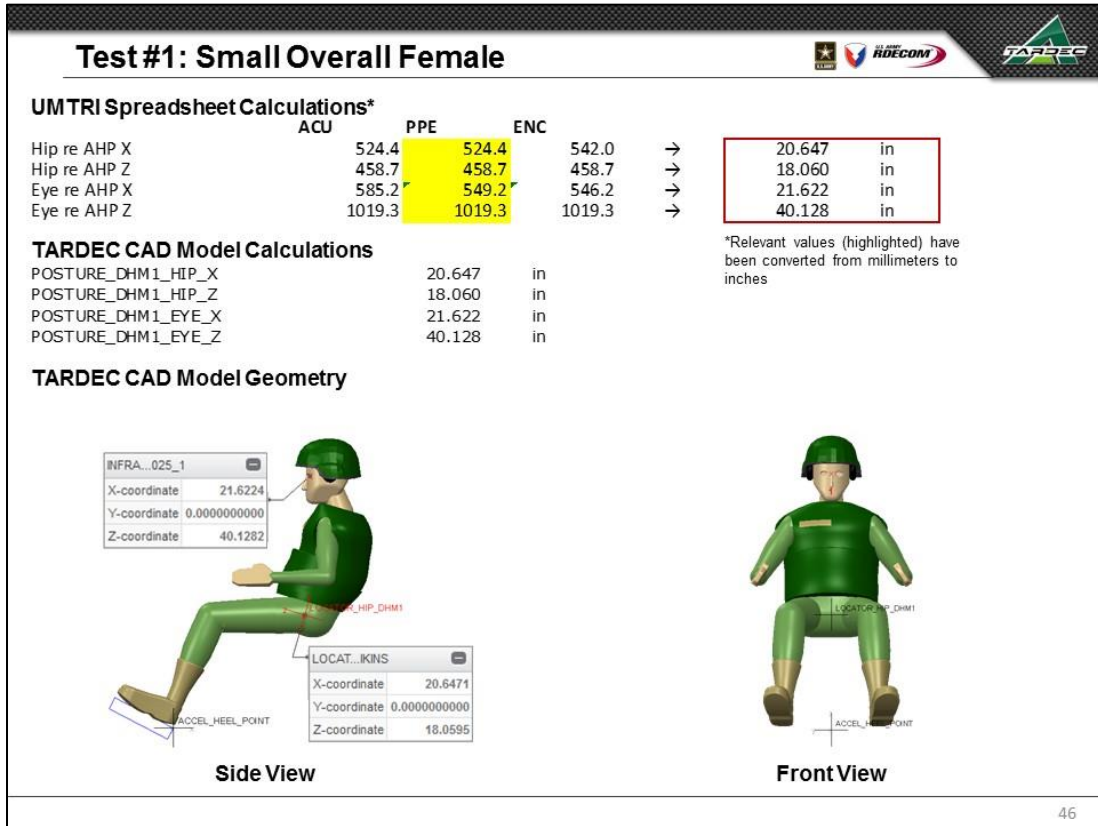 Test #1: Small Overall Female
U.S. ARMY
U.S. ARMY RDECOM
TARDEC
UMTRI Spreadsheet Calculations*
ACU PPE ENC
Hip re AHP X 524.4 524.4 542.0 → 20.647 in
Hip re AHP Z 458.7 458.7 458.7 → 18.060 in
Eye re AHP X 585.2 549.2 546.2 → 21.622 in
Eye re AHP Z 1019.3 1019.3 1019.3 → 40.128 in
*Relevant values (highlighted) have
been converted from millimeters to
inches
TARDEC CAD Model Calculations
POSTURE_DHM1_HIP_X 20.647 in
POSTURE_DHM1_HIP_Z 18.060 in
POSTURE_DHM1_EYE_X 21.622 in
POSTURE_DHM1_EYE_Z 40.128 in
TARDEC CAD Model Geometry
INFRA...025_1
X-coordinate 21.6224
Y-coordinate 0.0000000000
Z-coordinate 40.1282
LOCATOR_HIP_DHM1
LOCAT...IKINS
X-coordinate 20.6471
Y-coordinate 0.0000000000
Z-coordinate 18.0595
ACCEL_HEEL_POINT
LOCATOR_HIP_DHM1
ACCEL_HEEL_POINT
Side View
Front View
46